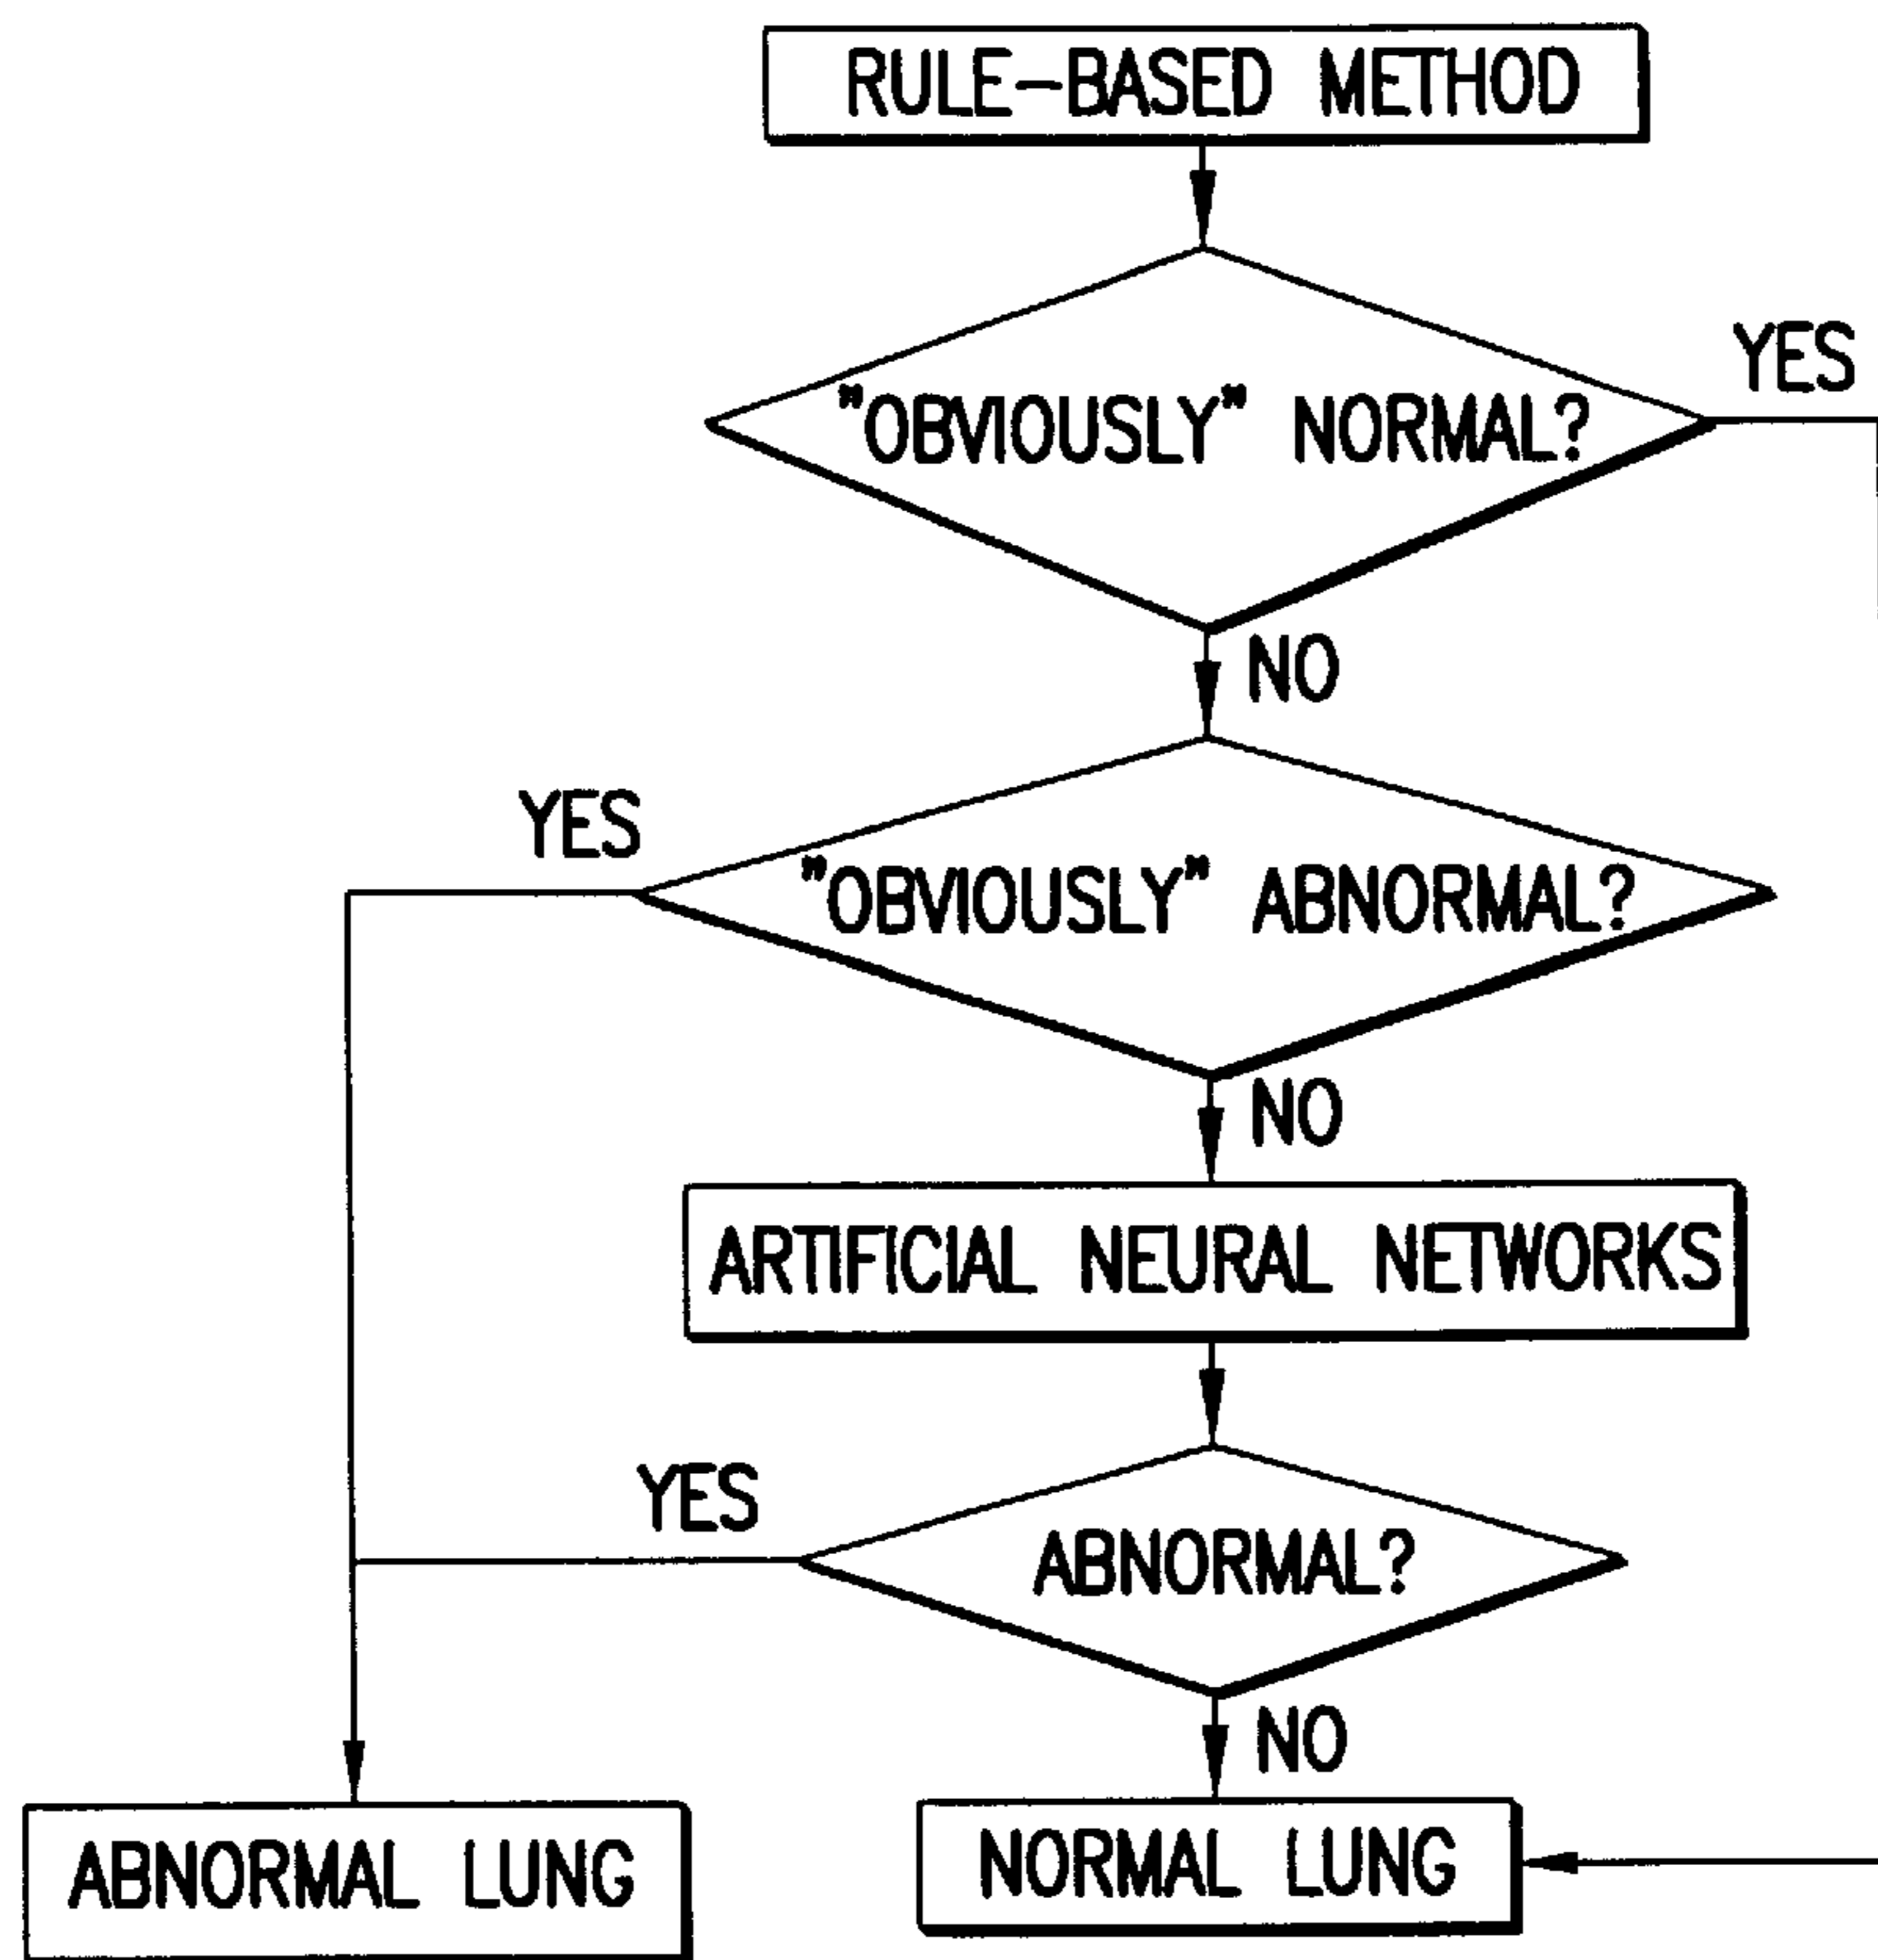 RULE-BASED METHOD
YES
"OBVIOUSLY" NORMAL?
NO
YES
"OBVIOUSLY" ABNORMAL?
NO
ARTIFICIAL NEURAL NETWORKS
YES
ABNORMAL?
NO
ABNORMAL LUNG
NORMAL LUNG